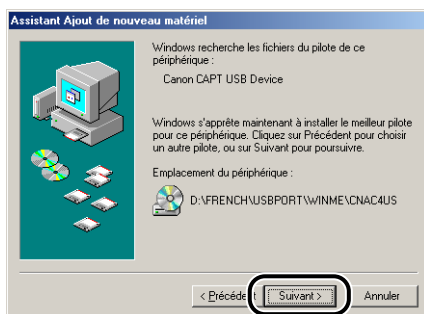 Assistant Ajout de nouveau matériel
Windows recherche les fichiers du pilote de ce
périphérique :
Canon CAPT USB Device
Windows s'apprête maintenant à installer le meilleur pilote
pour ce périphérique. Cliquez sur Précédent pour choisir
un autre pilote, ou sur Suivant pour poursuivre.
Emplacement du périphérique :
D:\FRENCH\USBPORT\WINME\CNAC4US
< Précédent Suivant > Annuler